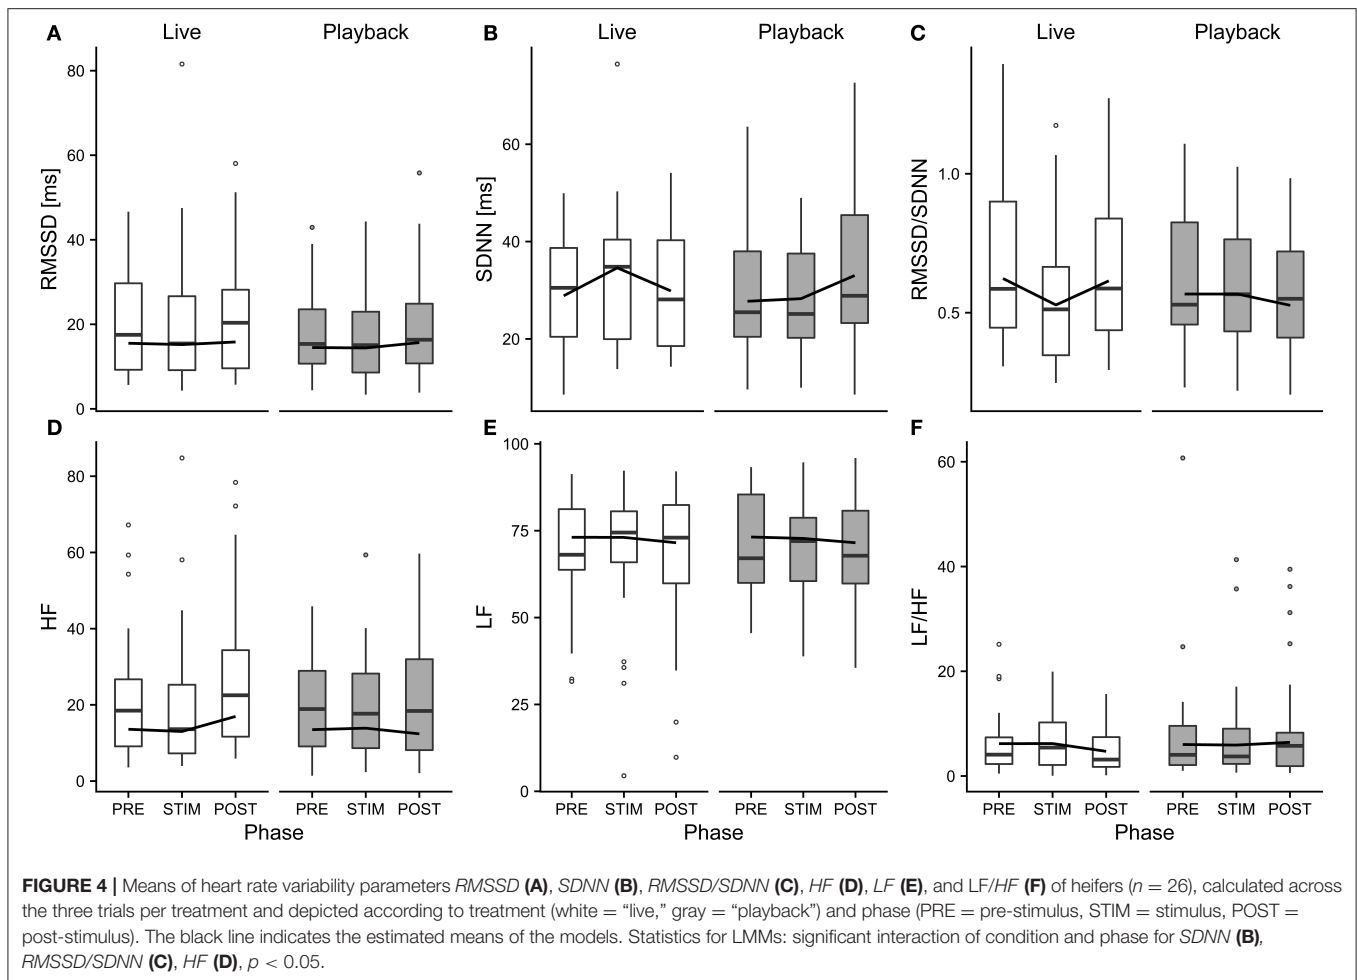 A Live Playback B Live Playback C Live Playback
80
60
40
20
0
RMSSD [ms]
60
40
20
SDNN [ms]
1.0
0.5
RMSSD/SDNN
D E F
80
60
40
20
0
HF
PRE STIM POST PRE STIM POST
Phase
100
75
50
25
0
LF
PRE STIM POST PRE STIM POST
Phase
60
40
20
0
LF/HF
PRE STIM POST PRE STIM POST
Phase
FIGURE 4 | Means of heart rate variability parameters RMSSD (A), SDNN (B), RMSSD/SDNN (C), HF (D), LF (E), and LF/HF (F) of heifers (n = 26), calculated across
the three trials per treatment and depicted according to treatment (white = “live,” gray = “playback”) and phase (PRE = pre-stimulus, STIM = stimulus, POST =
post-stimulus). The black line indicates the estimated means of the models. Statistics for LMMs: significant interaction of condition and phase for SDNN (B),
RMSSD/SDNN (C), HF (D), p < 0.05.